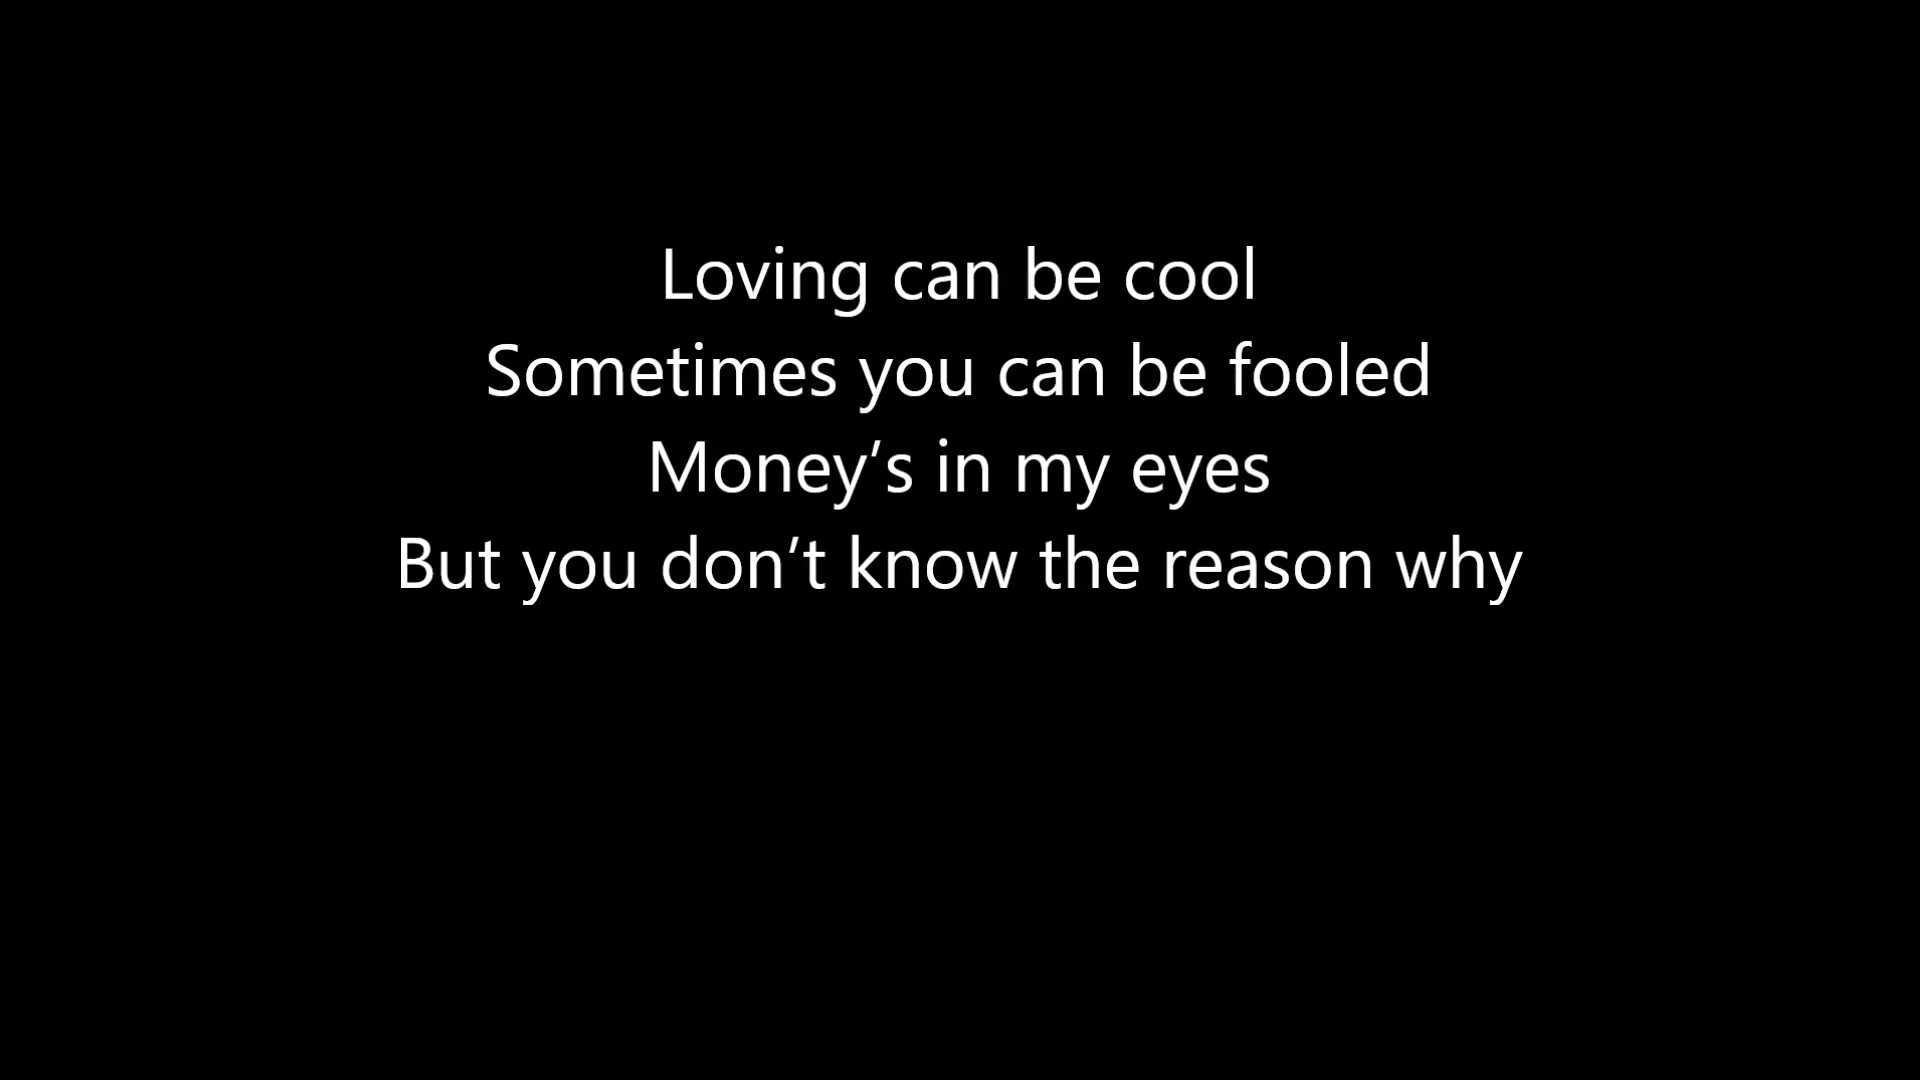 Loving can be cool
Sometimes you can be fooled
Money’s in my eyes
But you don’t know the reason why